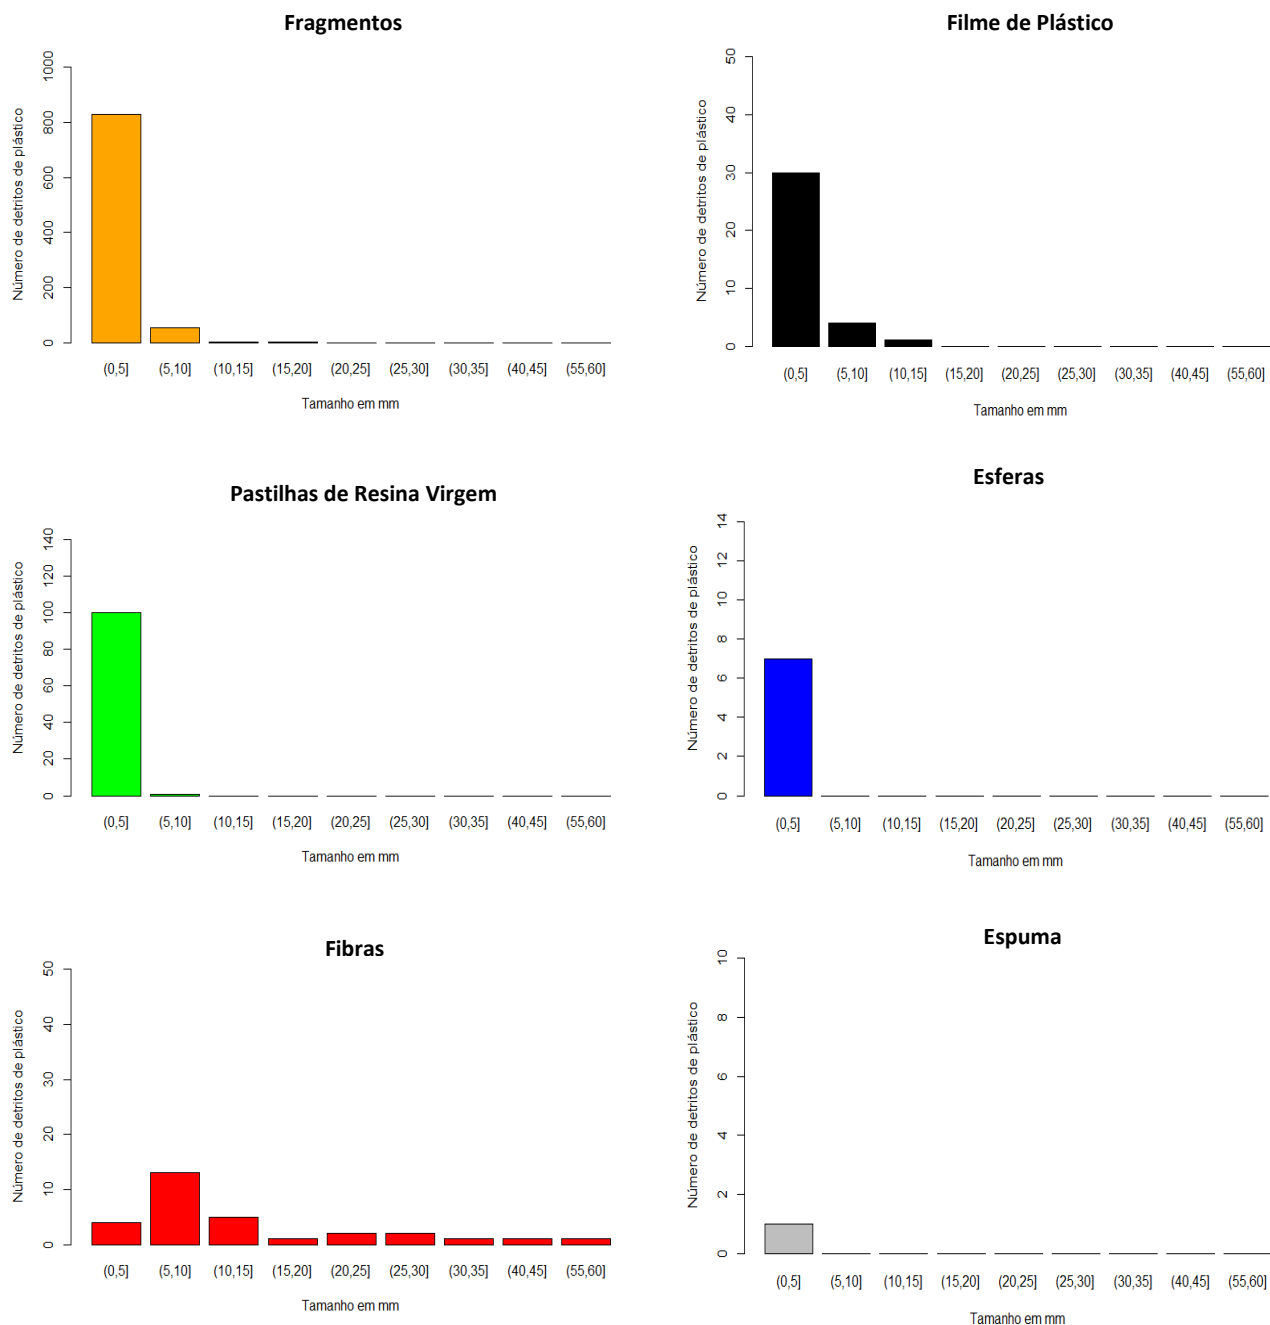 Fragmentos
Número de detritos de plástico
1000
800
600
400
200
0
(0,5] (5,10] (10,15] (15,20] (20,25] (25,30] (30,35] (40,45] (55,60]
Tamanho em mm
Filme de Plástico
Número de detritos de plástico
50
40
30
20
10
0
(0,5] (5,10] (10,15] (15,20] (20,25] (25,30] (30,35] (40,45] (55,60]
Tamanho em mm
Pastilhas de Resina Virgem
Número de detritos de plástico
140
120
100
80
60
40
20
0
(0,5] (5,10] (10,15] (15,20] (20,25] (25,30] (30,35] (40,45] (55,60]
Tamanho em mm
Esferas
Número de detritos de plástico
14
12
10
8
6
4
2
0
(0,5] (5,10] (10,15] (15,20] (20,25] (25,30] (30,35] (40,45] (55,60]
Tamanho em mm
Fibras
Número de detritos de plástico
50
40
30
20
10
0
(0,5] (5,10] (10,15] (15,20] (20,25] (25,30] (30,35] (40,45] (55,60]
Tamanho em mm
Espuma
Número de detritos de plástico
10
8
6
4
2
0
(0,5] (5,10] (10,15] (15,20] (20,25] (25,30] (30,35] (40,45] (55,60]
Tamanho em mm